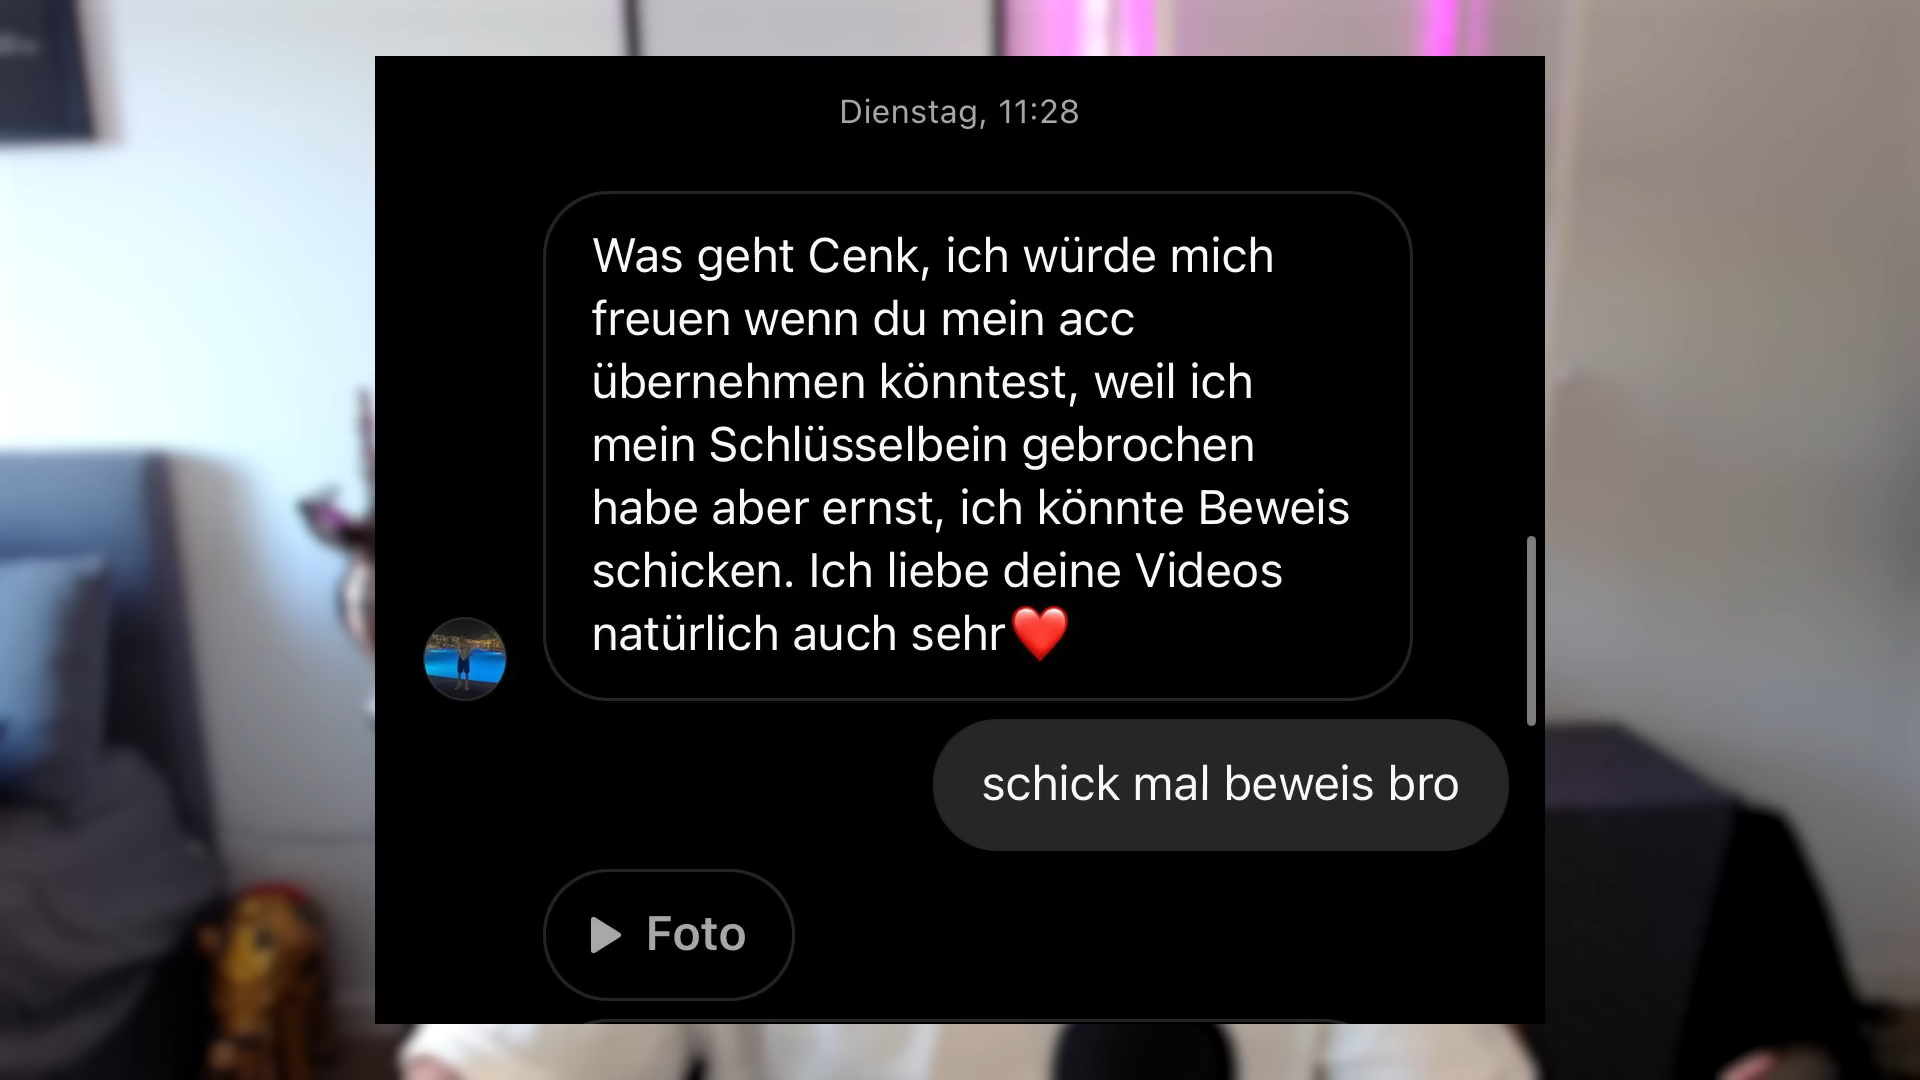 Dienstag, 11:28
Was geht Cenk, ich würde mich
freuen wenn du mein acc
übernehmen könntest, weil ich
mein Schlüsselbein gebrochen
habe aber ernst, ich könnte Beweis
schicken. Ich liebe deine Videos
natürlich auch sehr❤️
schick mal beweis bro
Foto